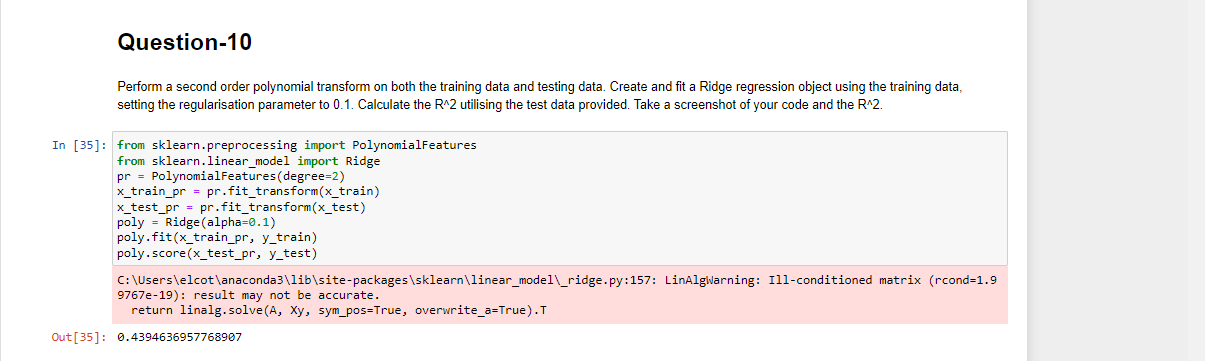 Question-10
Perform a second order polynomial transform on both the training data and testing data. Create and fit a Ridge regression object using the training data,
setting the regularisation parameter to 0.1. Calculate the R^2 utilising the test data provided. Take a screenshot of your code and the R^2.
In [35]: from sklearn.preprocessing import PolynomialFeatures
from sklearn.linear_model import Ridge
pr = PolynomialFeatures(degree=2)
x_train_pr = pr.fit_transform(x_train)
x_test_pr = pr.fit_transform(x_test)
poly = Ridge(alpha=0.1)
poly.fit(x_train_pr, y_train)
poly.score(x_test_pr, y_test)
C:\Users\elcot\anaconda3\lib\site-packages\sklearn\linear_model\_ridge.py:157: LinAlgWarning: Ill-conditioned matrix (rcond=1.9
9767e-19): result may not be accurate.
return linalg.solve(A, Xy, sym_pos=True, overwrite_a=True).T
Out[35]: 0.4394636957768907